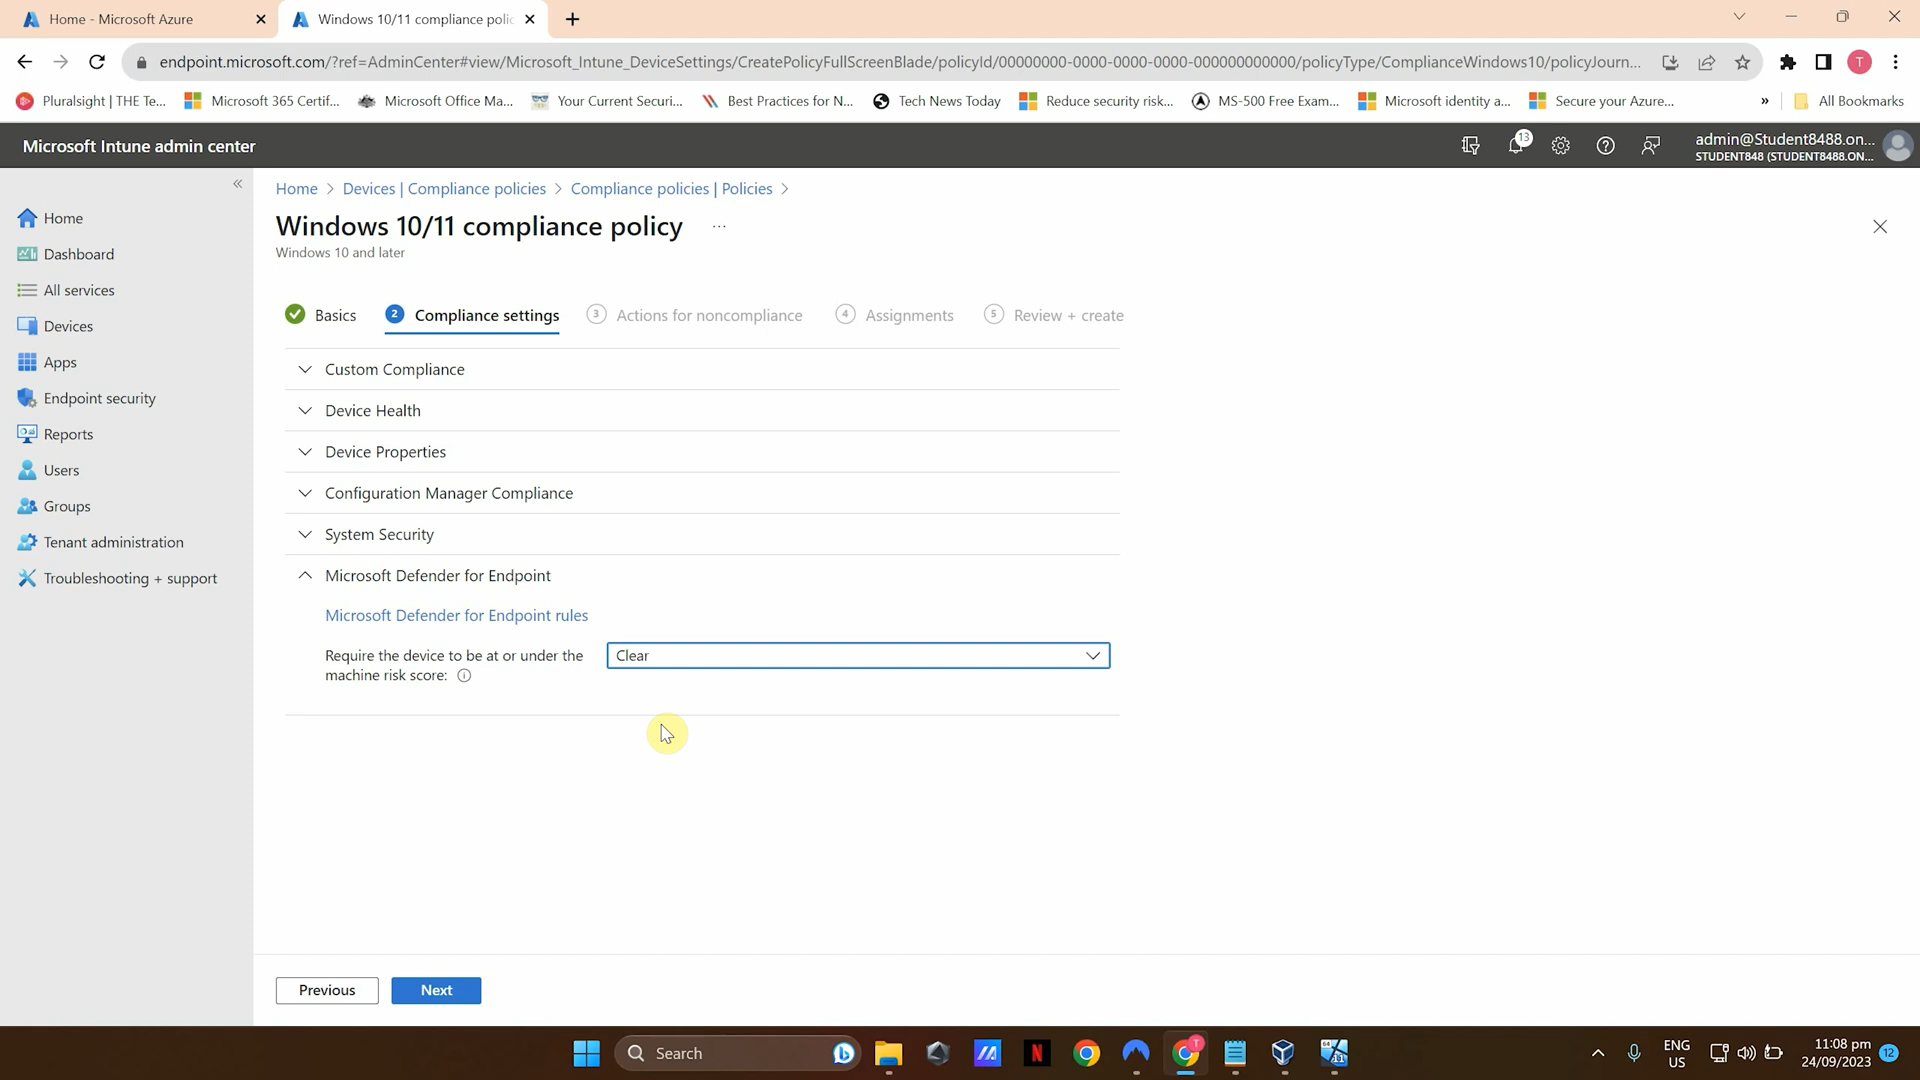 Home - Microsoft Azure
Windows 10/11 compliance polic
endpoint.microsoft.com/?ref=AdminCenter#view/Microsoft_Intune_DeviceSettings/CreatePolicyFullScreenBlade/policyId/00000000-0000-0000-0000-000000000000/policyType/ComplianceWindows10/policyJourn...
T
Pluralsight | THE Te...
Microsoft 365 Certif...
Microsoft Office Ma...
Your Current Securi...
Best Practices for N...
Tech News Today
Reduce security risk...
MS-500 Free Exam...
Microsoft identity a...
Secure your Azure...
»
All Bookmarks
Microsoft Intune admin center
13
admin@Student8488.on...
STUDENT848 (STUDENT8488.ON...
«
Home
Dashboard
All services
Devices
Apps
Endpoint security
Reports
Users
Groups
Tenant administration
Troubleshooting + support
Home > Devices | Compliance policies > Compliance policies | Policies >
Windows 10/11 compliance policy ...
Windows 10 and later
Basics
2 Compliance settings
3 Actions for noncompliance
4 Assignments
5 Review + create
Custom Compliance
Device Health
Device Properties
Configuration Manager Compliance
System Security
Microsoft Defender for Endpoint
Microsoft Defender for Endpoint rules
Require the device to be at or under the
machine risk score:
Clear
Previous
Next
Search
N
T
64
11
ENG
US
11:08 pm
24/09/2023
12